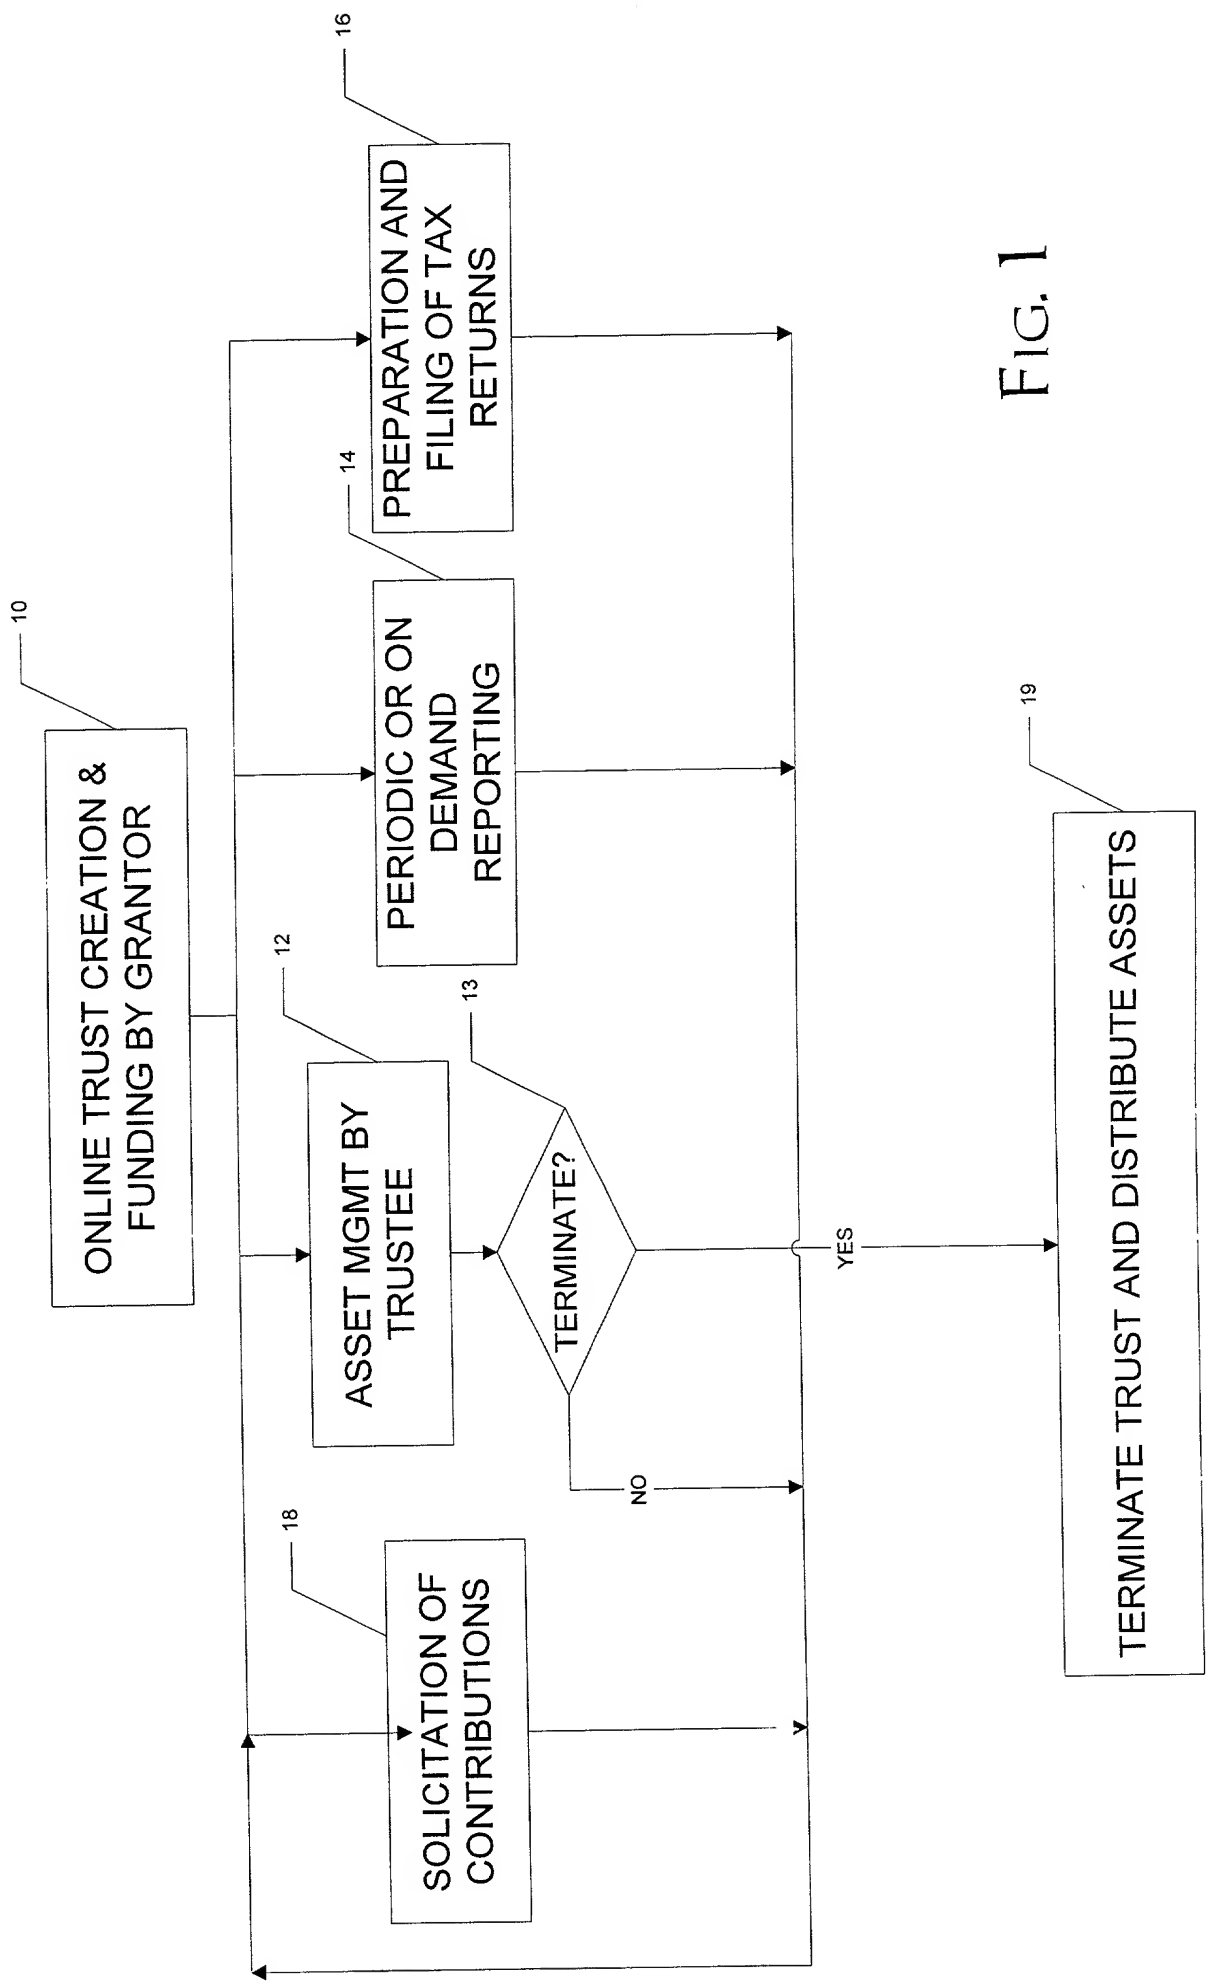 10
ONLINE TRUST CREATION &
FUNDING BY GRANTOR
18
SOLICITATION OF
CONTRIBUTIONS
12
ASSET MGMT BY
TRUSTEE
14
PERIODIC OR ON
DEMAND
REPORTING
16
PREPARATION AND
FILING OF TAX
RETURNS
13
TERMINATE?
NO
YES
19
TERMINATE TRUST AND DISTRIBUTE ASSETS
FIG. 1